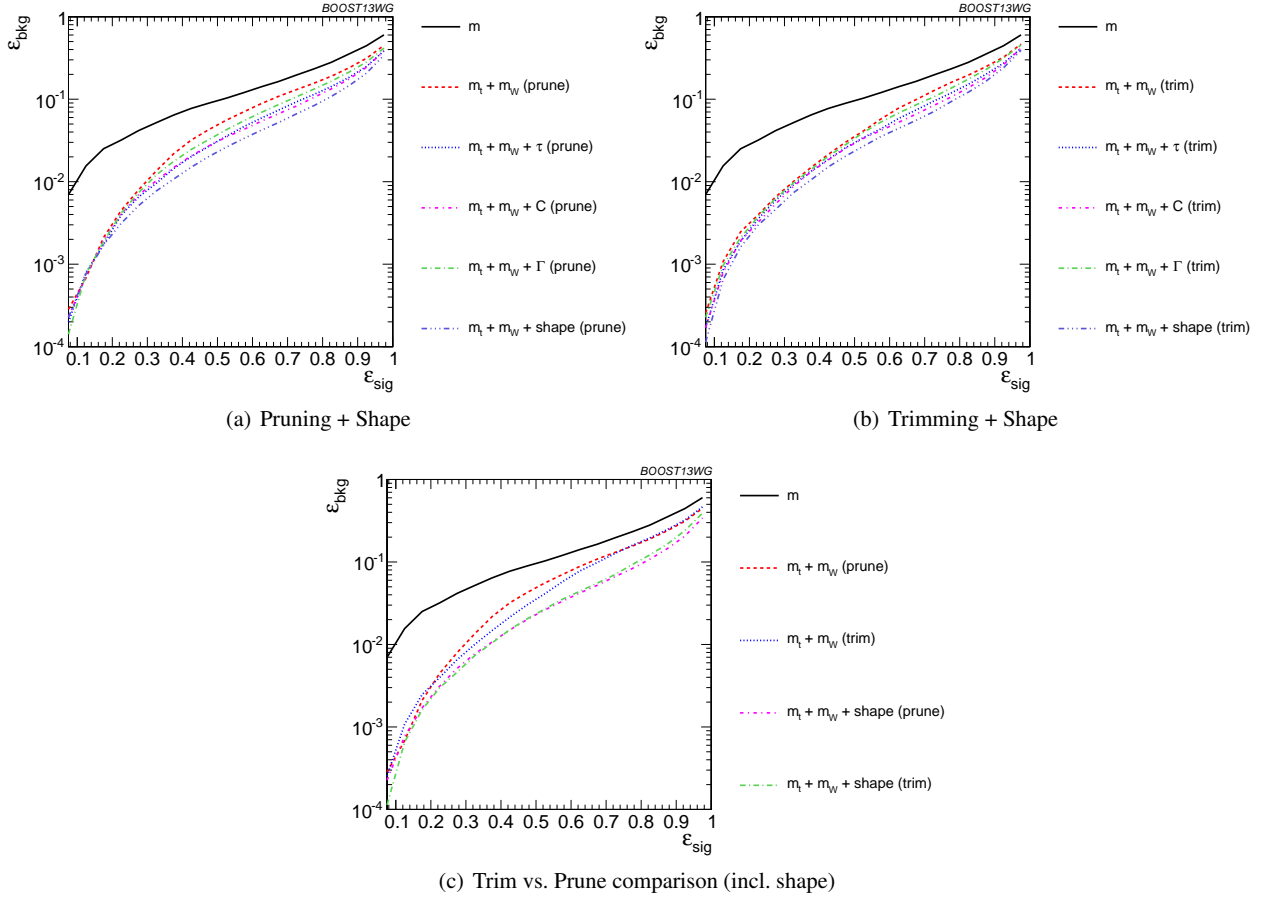 BOOST13WG
ε_bkg
1
10⁻¹
10⁻²
10⁻³
10⁻⁴
0.1 0.2 0.3 0.4 0.5 0.6 0.7 0.8 0.9 1
ε_sig
m
m_t + m_W (prune)
m_t + m_W + τ (prune)
m_t + m_W + C (prune)
m_t + m_W + Γ (prune)
m_t + m_W + shape (prune)
(a) Pruning + Shape
BOOST13WG
ε_bkg
1
10⁻¹
10⁻²
10⁻³
10⁻⁴
0.1 0.2 0.3 0.4 0.5 0.6 0.7 0.8 0.9 1
ε_sig
m
m_t + m_W (trim)
m_t + m_W + τ (trim)
m_t + m_W + C (trim)
m_t + m_W + Γ (trim)
m_t + m_W + shape (trim)
(b) Trimming + Shape
BOOST13WG
ε_bkg
1
10⁻¹
10⁻²
10⁻³
10⁻⁴
0.1 0.2 0.3 0.4 0.5 0.6 0.7 0.8 0.9 1
ε_sig
m
m_t + m_W (prune)
m_t + m_W (trim)
m_t + m_W + shape (prune)
m_t + m_W + shape (trim)
(c) Trim vs. Prune comparison (incl. shape)